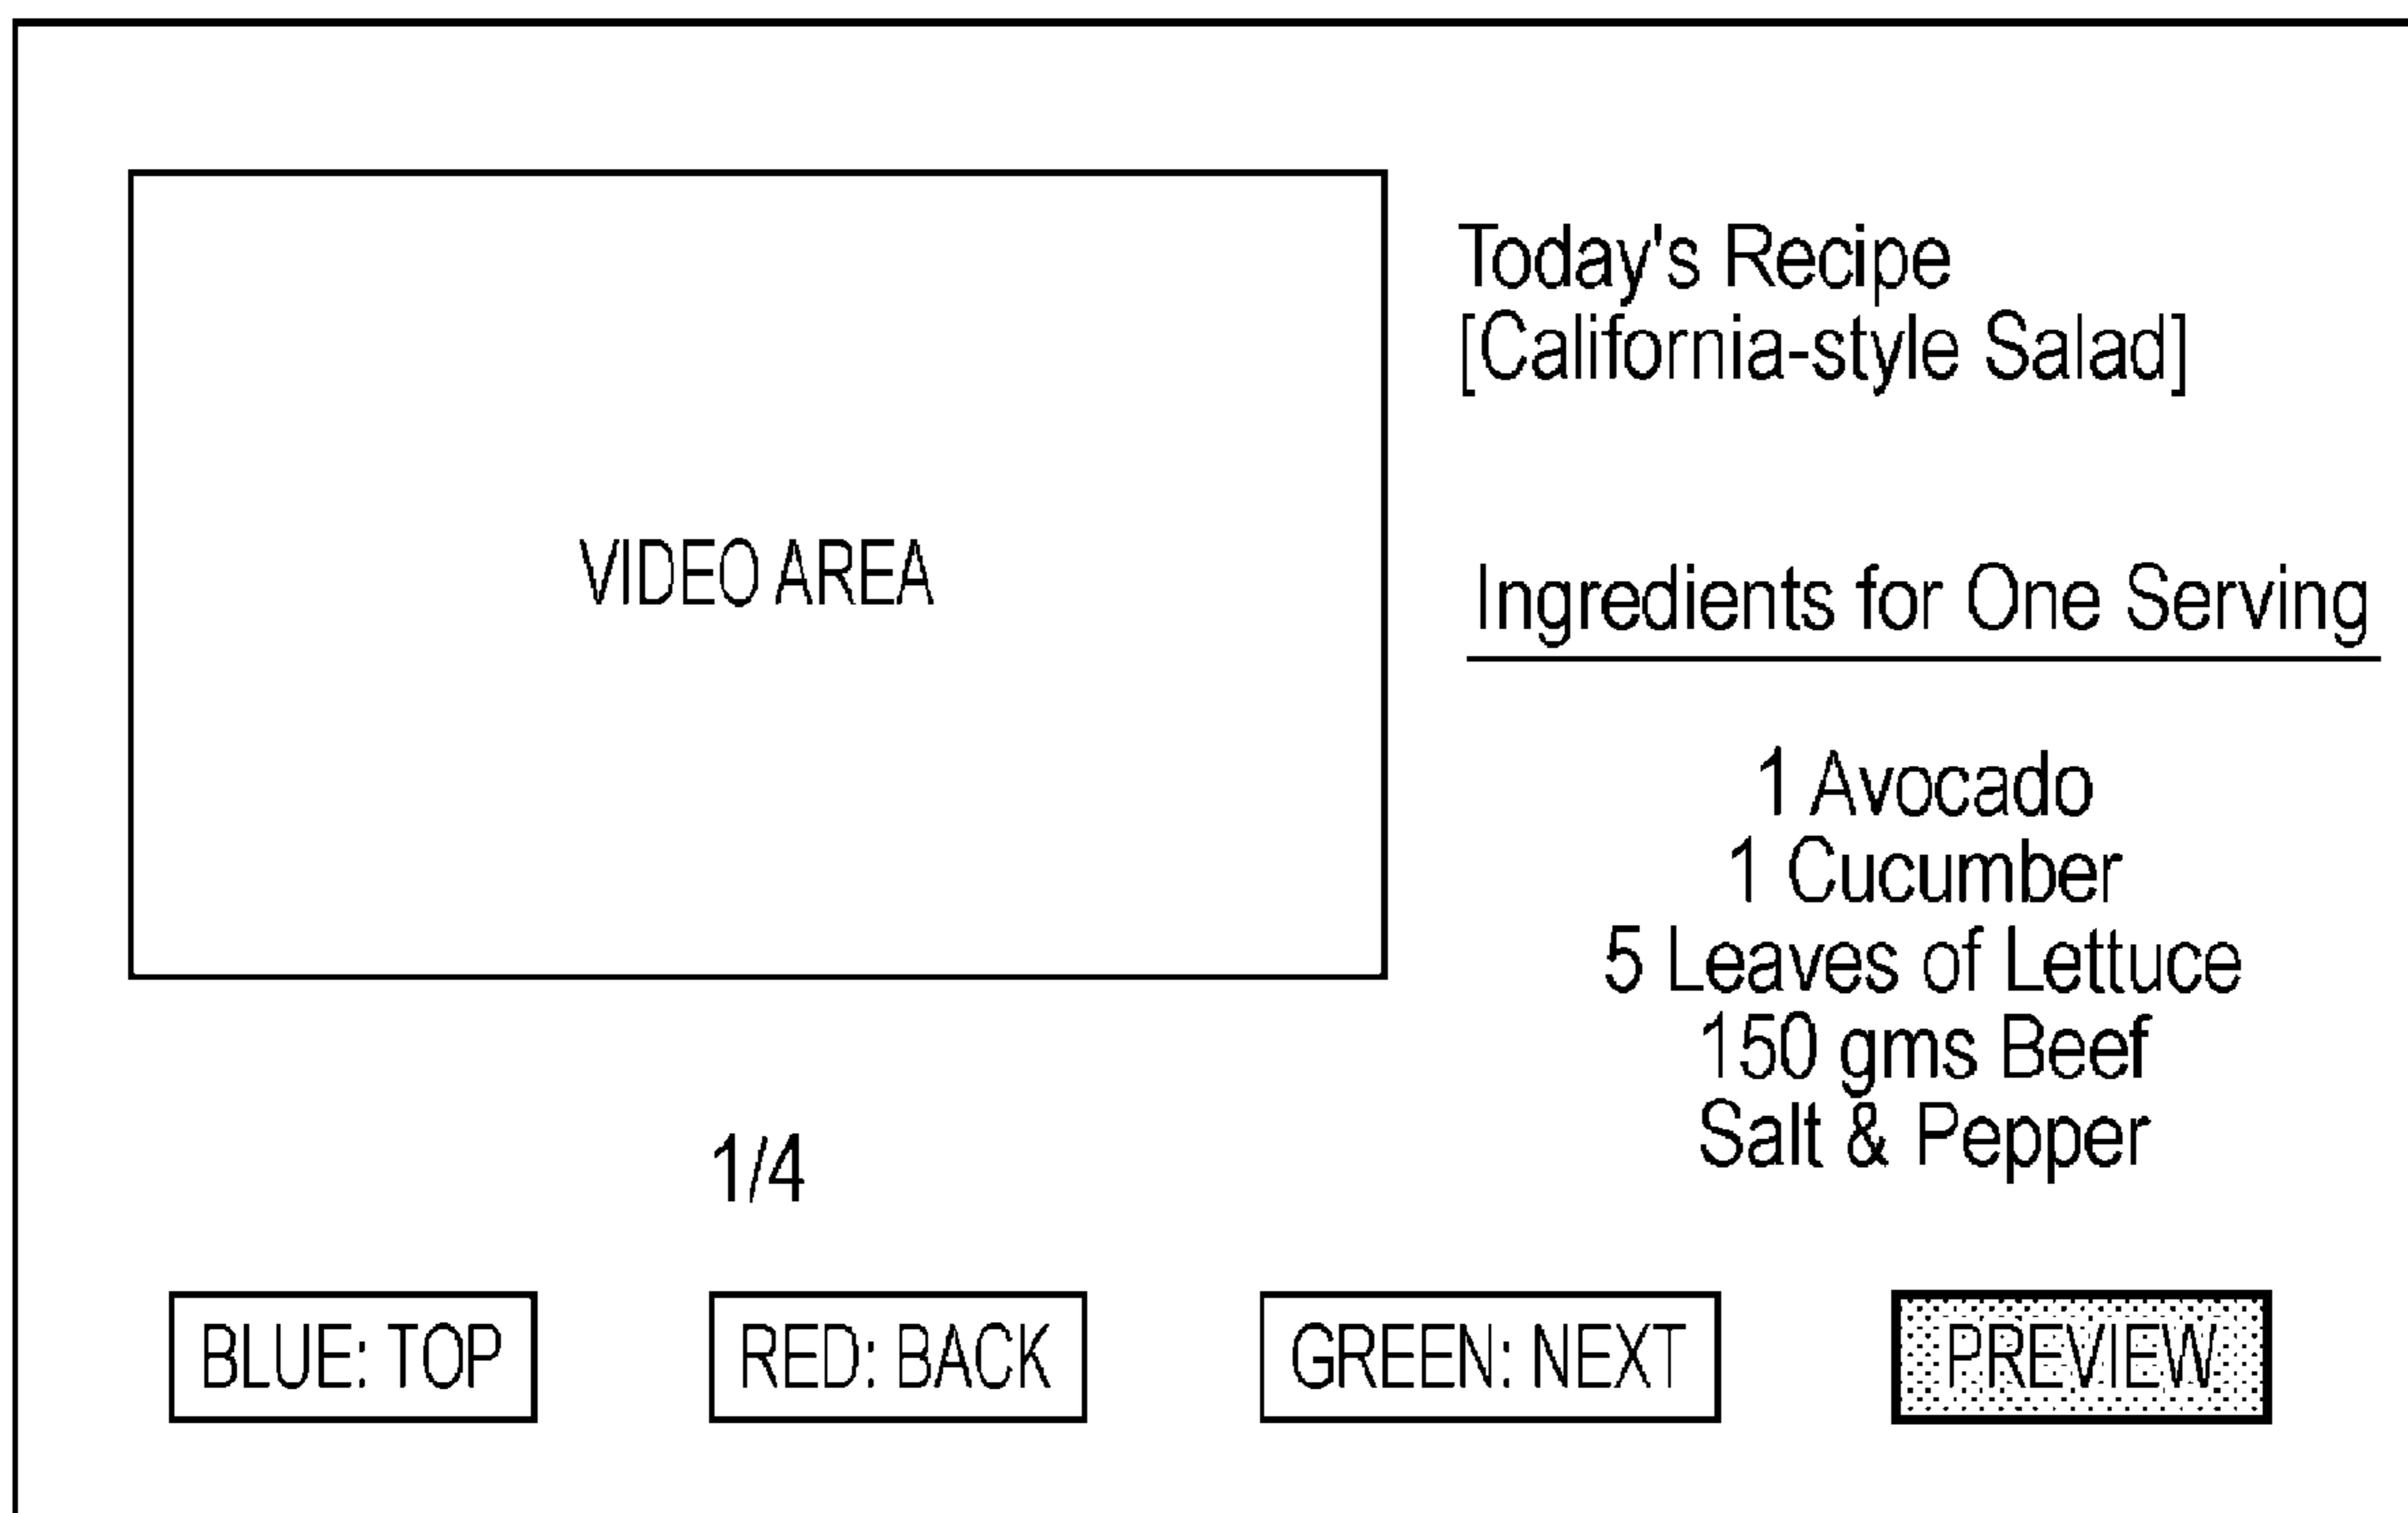 VIDEO AREA
Today's Recipe
[California-style Salad]
Ingredients for One Serving
1 Avocado
1 Cucumber
5 Leaves of Lettuce
150 gms Beef
Salt & Pepper
1/4
BLUE: TOP
RED: BACK
GREEN: NEXT
PREVIEW